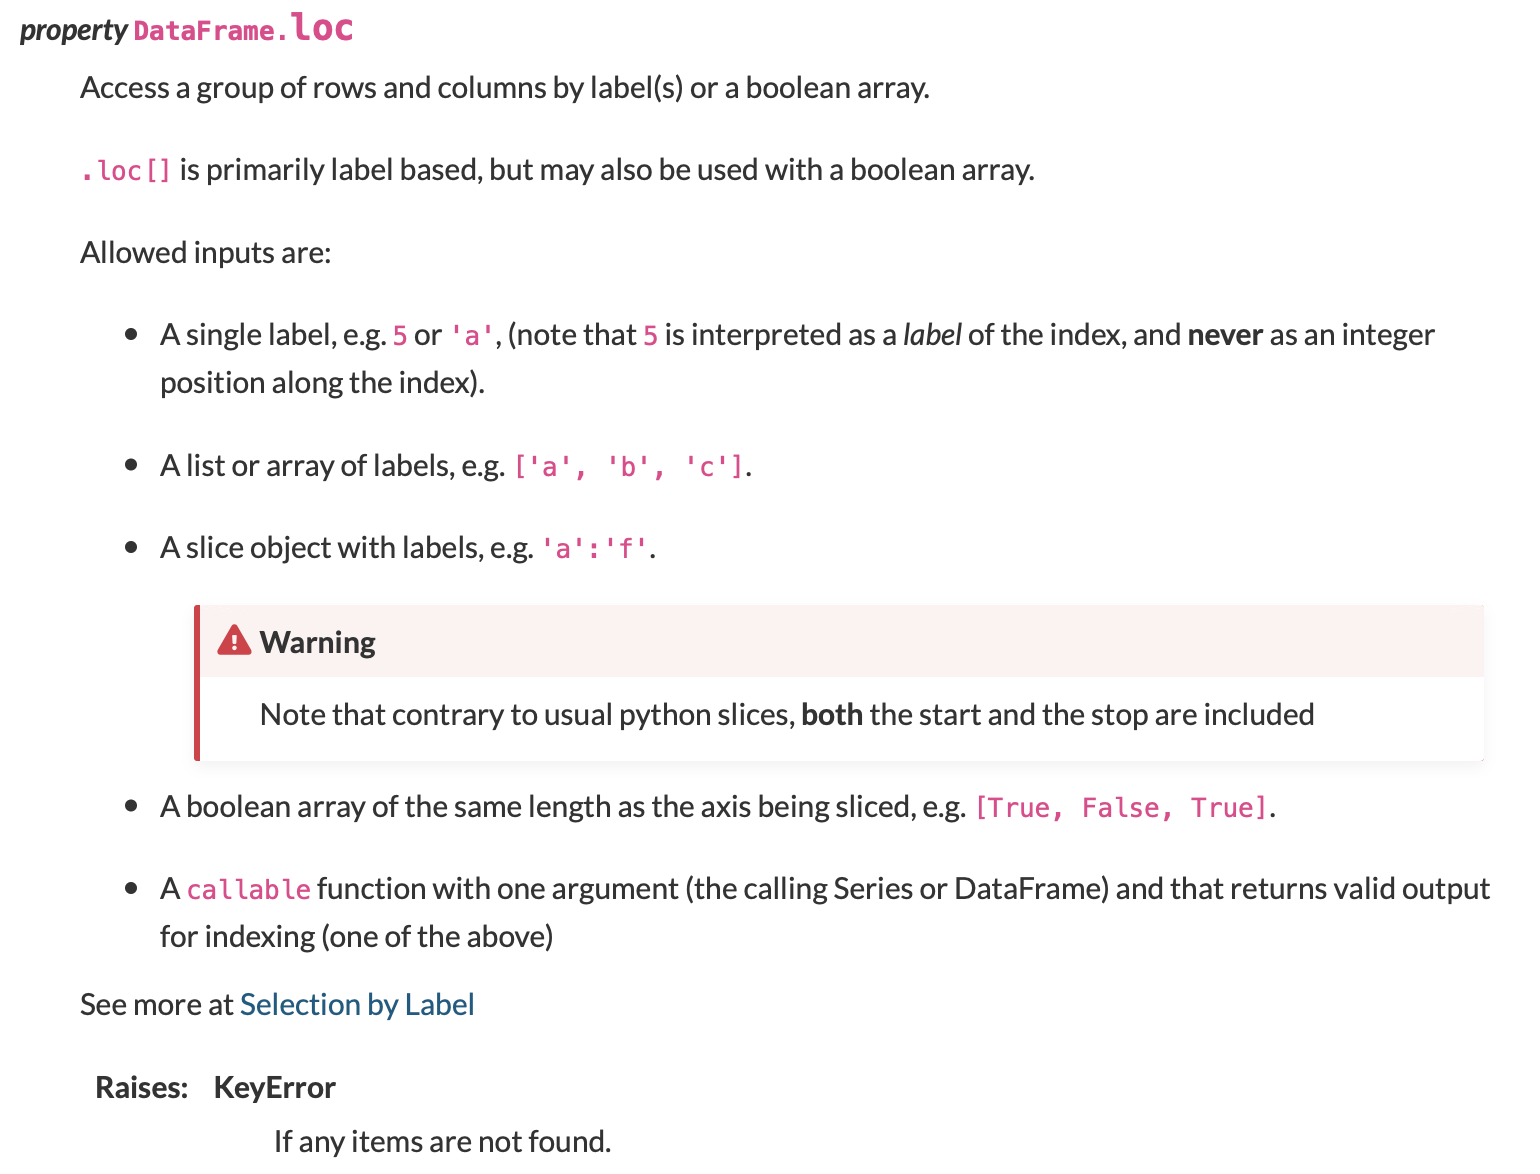 property DataFrame.loc
Access a group of rows and columns by label(s) or a boolean array.
.loc[] is primarily label based, but may also be used with a boolean array.
Allowed inputs are:
• A single label, e.g. 5 or 'a', (note that 5 is interpreted as a label of the index, and never as an integer
position along the index).
• A list or array of labels, e.g. ['a', 'b', 'c'].
• A slice object with labels, e.g. 'a':'f'.
Warning
Note that contrary to usual python slices, both the start and the stop are included
• A boolean array of the same length as the axis being sliced, e.g. [True, False, True].
• A callable function with one argument (the calling Series or DataFrame) and that returns valid output
for indexing (one of the above)
See more at Selection by Label
Raises: KeyError
If any items are not found.